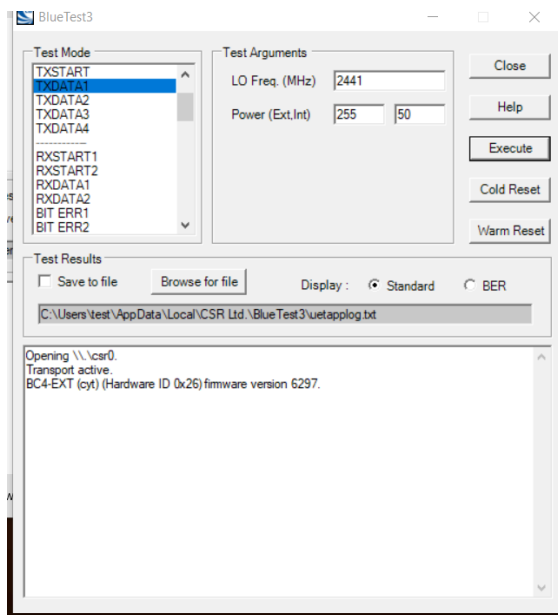 BlueTest3
Test Mode
TXSTART
TXDATA1
TXDATA2
TXDATA3
TXDATA4
------------
RXSTART1
RXSTART2
RXDATA1
RXDATA2
BIT ERR1
BIT ERR2
Test Arguments
LO Freq. (MHz) 2441
Power (Ext,Int) 255 50
Close
Help
Execute
Cold Reset
Warm Reset
Test Results
Save to file Browse for file Display : Standard BER
C:\Users\test\AppData\Local\CSR Ltd.\BlueTest3\uetapplog.txt
Opening \\.\csr0.
Transport active.
BC4-EXT (cyt) (Hardware ID 0x26) firmware version 6297.